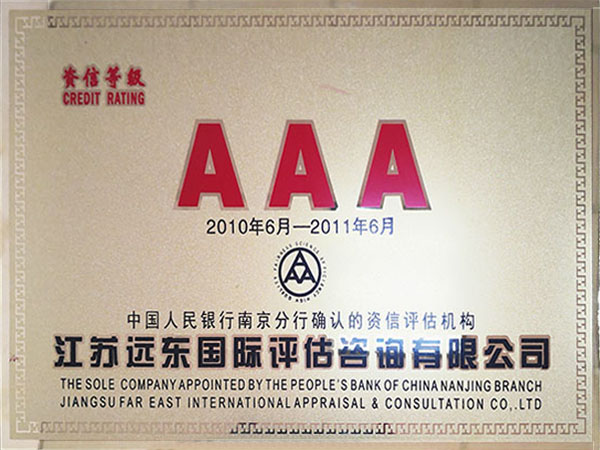 资信等级
CREDIT RATING
AAA
2010年6月—2011年6月
AAA
中国人民银行南京分行确认的资信评估机构
江苏远东国际评估咨询有限公司
THE SOLE COMPANY APPOINTED BY THE PEOPLE'S BANK OF CHINA NANJING BRANCH
JIANGSU FAR EAST INTERNATIONAL APPRAISAL & CONSULTATION CO,.LTD